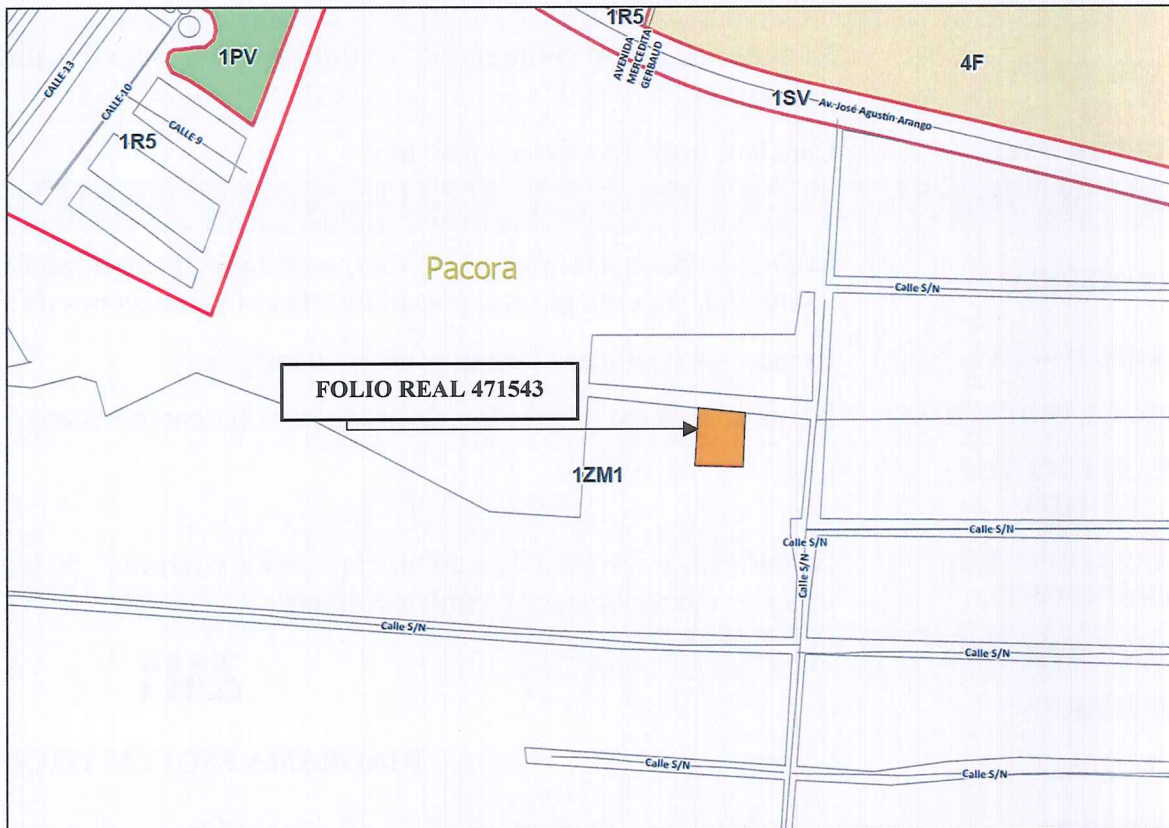 1R5
1PV
4F
AVENIDA
MERCEDITA
GERBAUD
CALLE-13
CALLE-10
1SV
Av. José Agustín Arango
1R5
CALLE-9
Pacora
Calle S/N
FOLIO REAL 471543
1ZM1
Calle S/N
Calle S/N
Calle S/N
Calle S/N
Calle S/N
Calle S/N
Calle S/N
Calle S/N